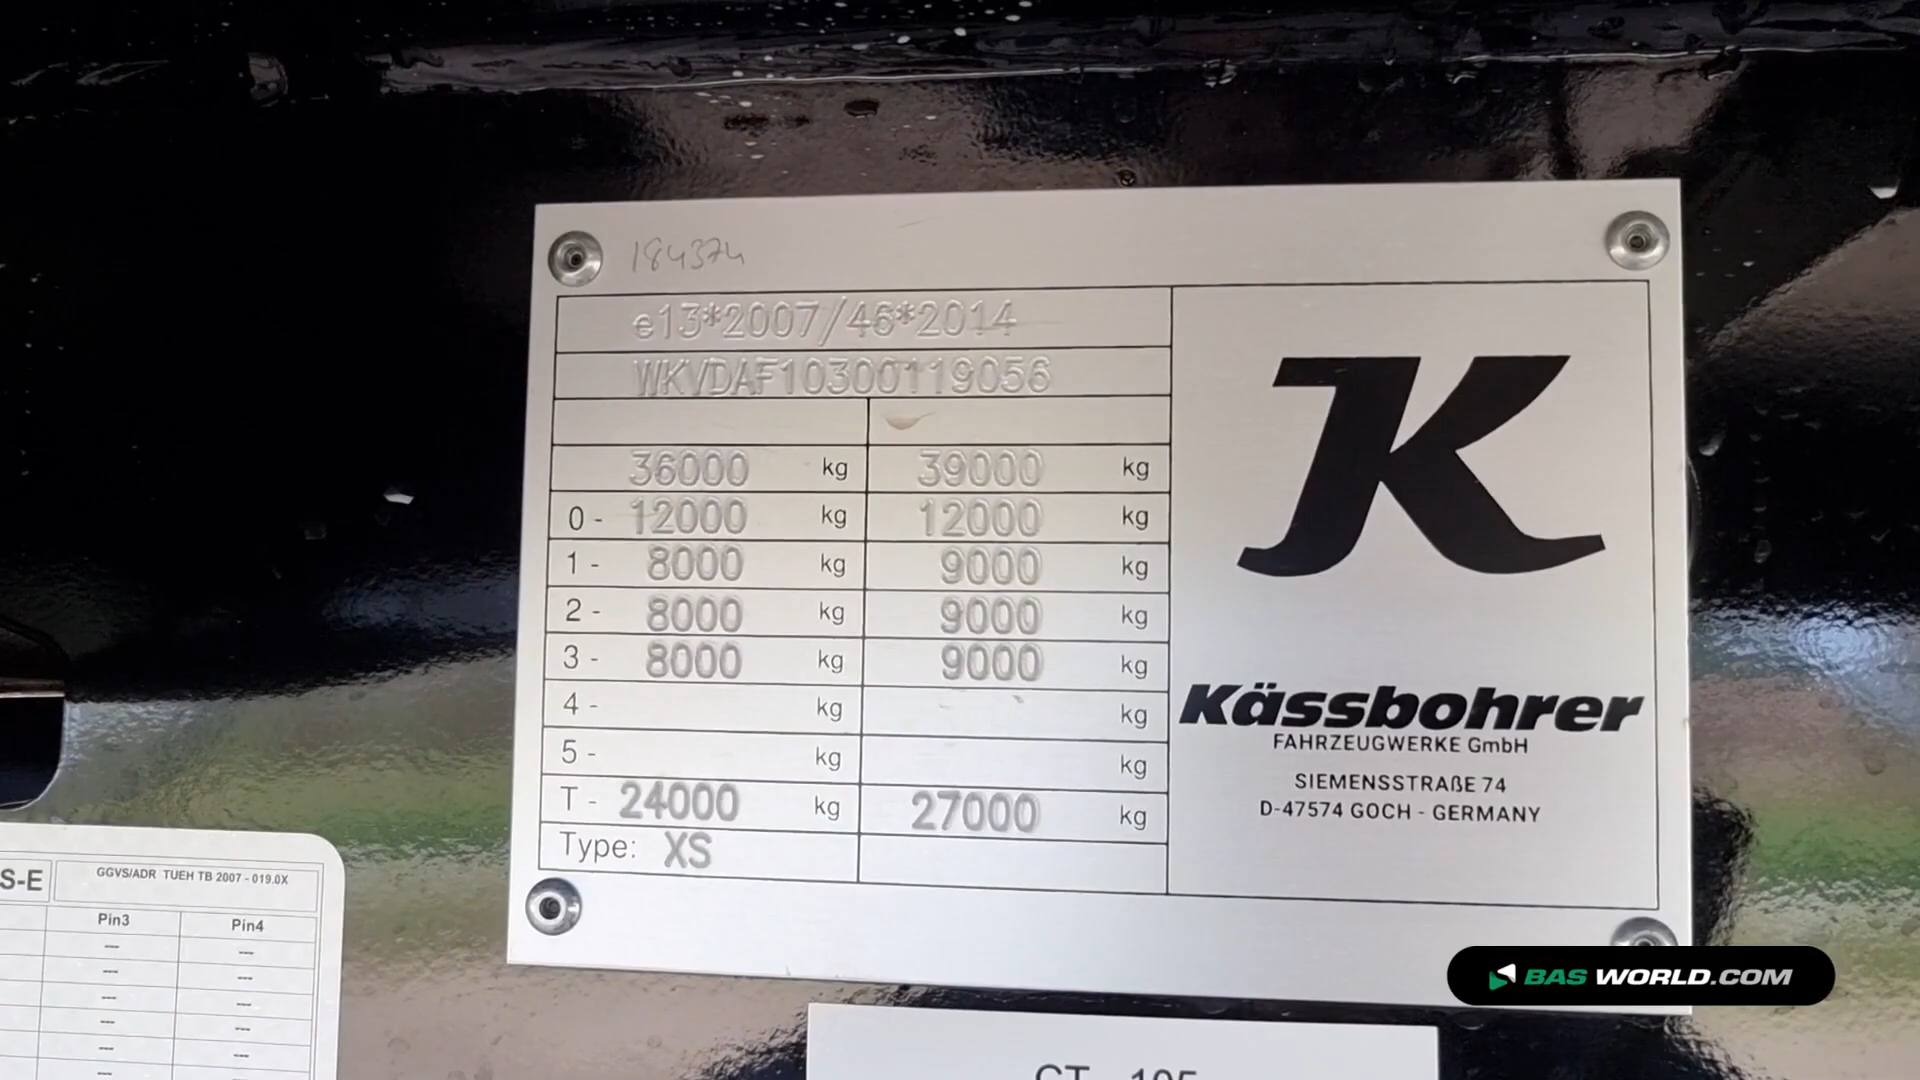 184374
e13*2007/46*2014
WKVDAF10300119056
36000 kg 39000 kg
0 - 12000 kg 12000 kg
1 - 8000 kg 9000 kg
2 - 8000 kg 9000 kg
3 - 8000 kg 9000 kg
4 - kg kg
5 - kg kg
T - 24000 kg 27000 kg
Type: XS
K
Kässbohrer
FAHRZEUGWERKE GmbH
SIEMENSSTRAßE 74
D-47574 GOCH - GERMANY
S-E GGVS/ADR TUEH TB 2007 - 019.0X
Pin3 Pin4
--- ---
--- ---
--- ---
--- ---
--- ---
---
BAS WORLD.COM